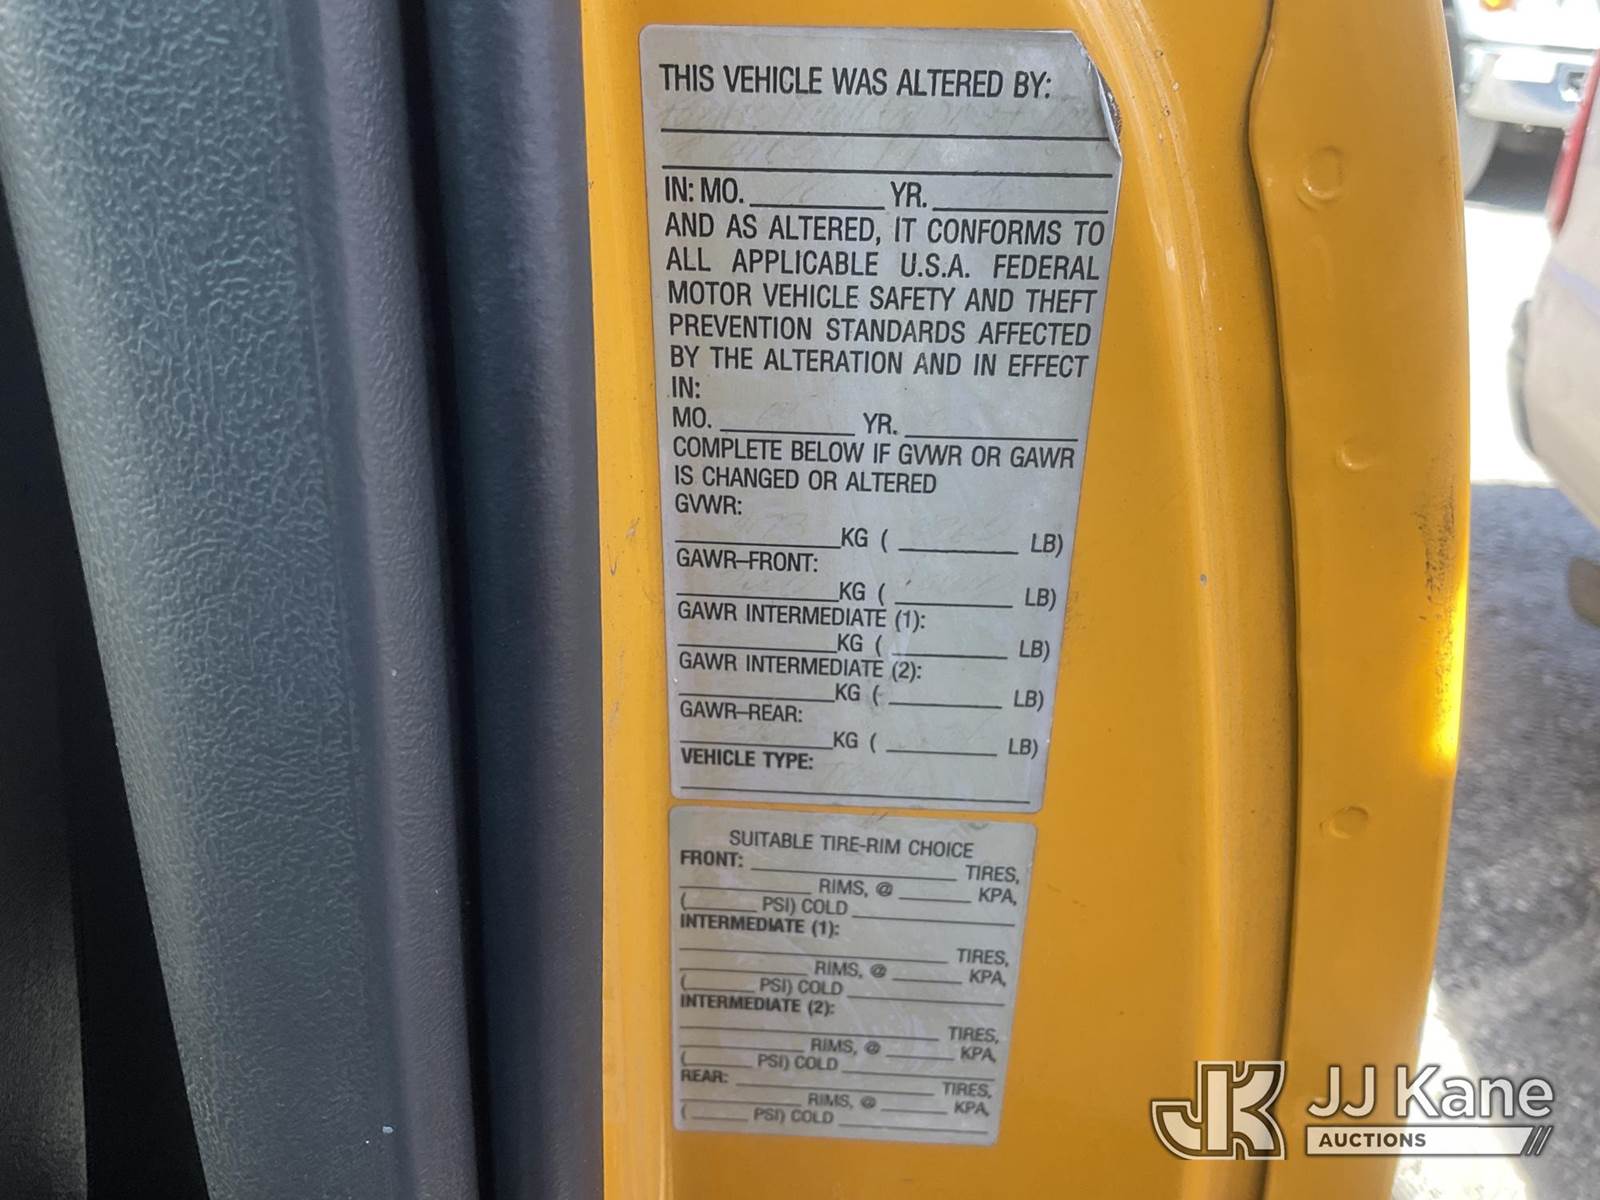 THIS VEHICLE WAS ALTERED BY:
IN: MO. YR.
AND AS ALTERED, IT CONFORMS TO
ALL APPLICABLE U.S.A. FEDERAL
MOTOR VEHICLE SAFETY AND THEFT
PREVENTION STANDARDS AFFECTED
BY THE ALTERATION AND IN EFFECT
IN:
MO. YR.
COMPLETE BELOW IF GVWR OR GAWR
IS CHANGED OR ALTERED
GVWR:
KG ( LB)
GAWR–FRONT:
KG ( LB)
GAWR INTERMEDIATE (1):
KG ( LB)
GAWR INTERMEDIATE (2):
KG ( LB)
GAWR–REAR:
KG ( LB)
VEHICLE TYPE:
SUITABLE TIRE-RIM CHOICE
FRONT: TIRES,
RIMS, @ KPA,
( PSI) COLD
INTERMEDIATE (1):
TIRES,
RIMS, @ KPA,
( PSI) COLD
INTERMEDIATE (2):
TIRES,
RIMS, @ KPA,
( PSI) COLD
REAR: TIRES,
RIMS, @ KPA,
( PSI) COLD
JK JJ Kane
AUCTIONS